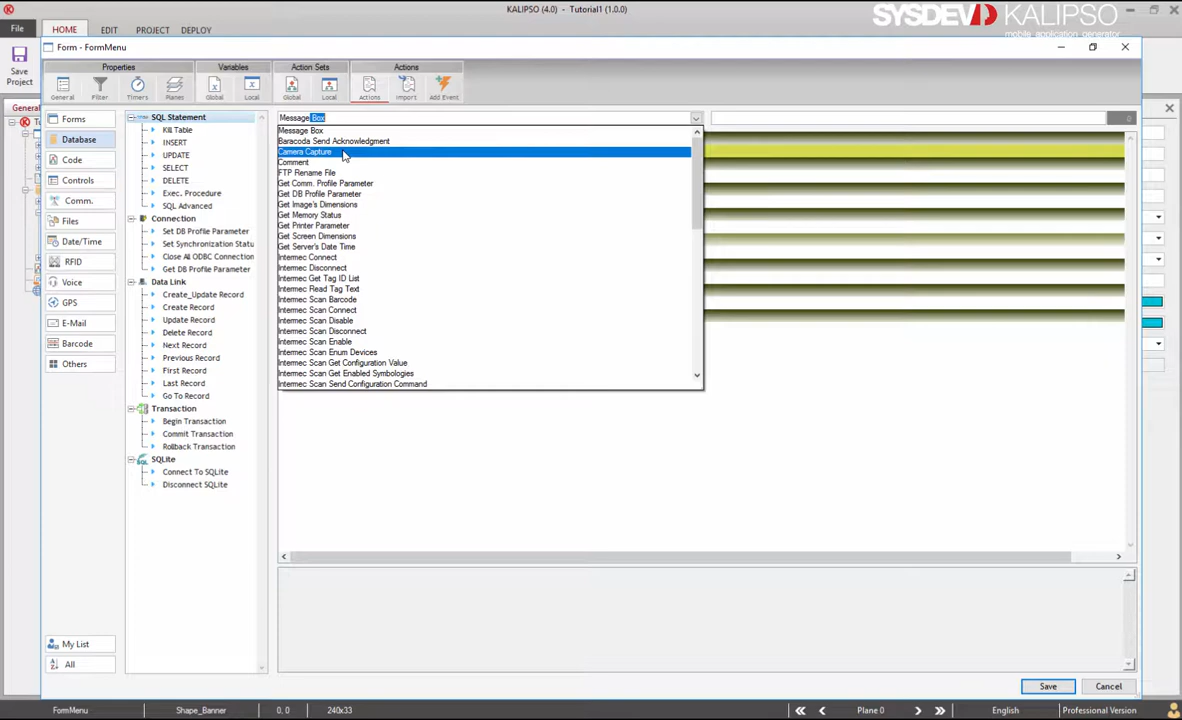 KALIPSO (4.0) - Tutorial1 (1.0.0)
SYSDEV KALIPSO
mobile application generator
File
HOME
EDIT
PROJECT
DEPLOY
Save
Project
General
Form - FormMenu
Properties
Variables
Action Sets
Actions
General
Filter
Timers
Planes
Global
Local
Global
Local
Actions
Import
Add Event
Forms
Database
Code
Controls
Comm.
Files
Date/Time
RFID
Voice
GPS
E-Mail
Barcode
Others
My List
All
SQL Statement
Kill Table
INSERT
UPDATE
SELECT
DELETE
Exec. Procedure
SQL Advanced
Connection
Set DB Profile Parameter
Set Synchronization Statu
Close All ODBC Connection
Get DB Profile Parameter
Data Link
Create_Update Record
Create Record
Update Record
Delete Record
Next Record
Previous Record
First Record
Last Record
Go To Record
Transaction
Begin Transaction
Commit Transaction
Rollback Transaction
SQLite
Connect To SQLite
Disconnect SQLite
Message Box
Message Box
Baracoda Send Acknowledgment
Camera Capture
Comment
FTP Rename File
Get Comm. Profile Parameter
Get DB Profile Parameter
Get Image's Dimensions
Get Memory Status
Get Printer Parameter
Get Screen Dimensions
Get Server's Date Time
Intermec Connect
Intermec Disconnect
Intermec Get Tag ID List
Intermec Read Tag Text
Intermec Scan Barcode
Intermec Scan Connect
Intermec Scan Disable
Intermec Scan Disconnect
Intermec Scan Enable
Intermec Scan Enum Devices
Intermec Scan Get Configuration Value
Intermec Scan Get Enabled Symbologies
Intermec Scan Send Configuration Command
Save
Cancel
FormMenu
Shape_Banner
0, 0
240x33
Plane 0
English
Professional Version